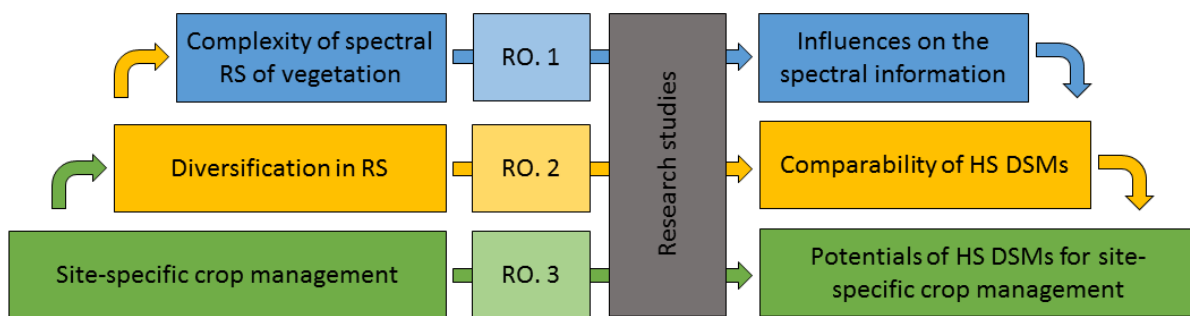 Complexity of spectral
RS of vegetation
RO. 1
Influences on the
spectral information
Diversification in RS
RO. 2
Comparability of HS DSMs
Site-specific crop management
RO. 3
Potentials of HS DSMs for site-
specific crop management
Research studies